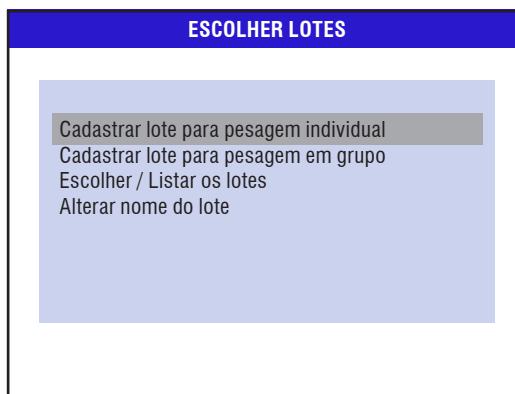 ESCOLHER LOTES
Cadastrar lote para pesagem individual
Cadastrar lote para pesagem em grupo
Escolher / Listar os lotes
Alterar nome do lote